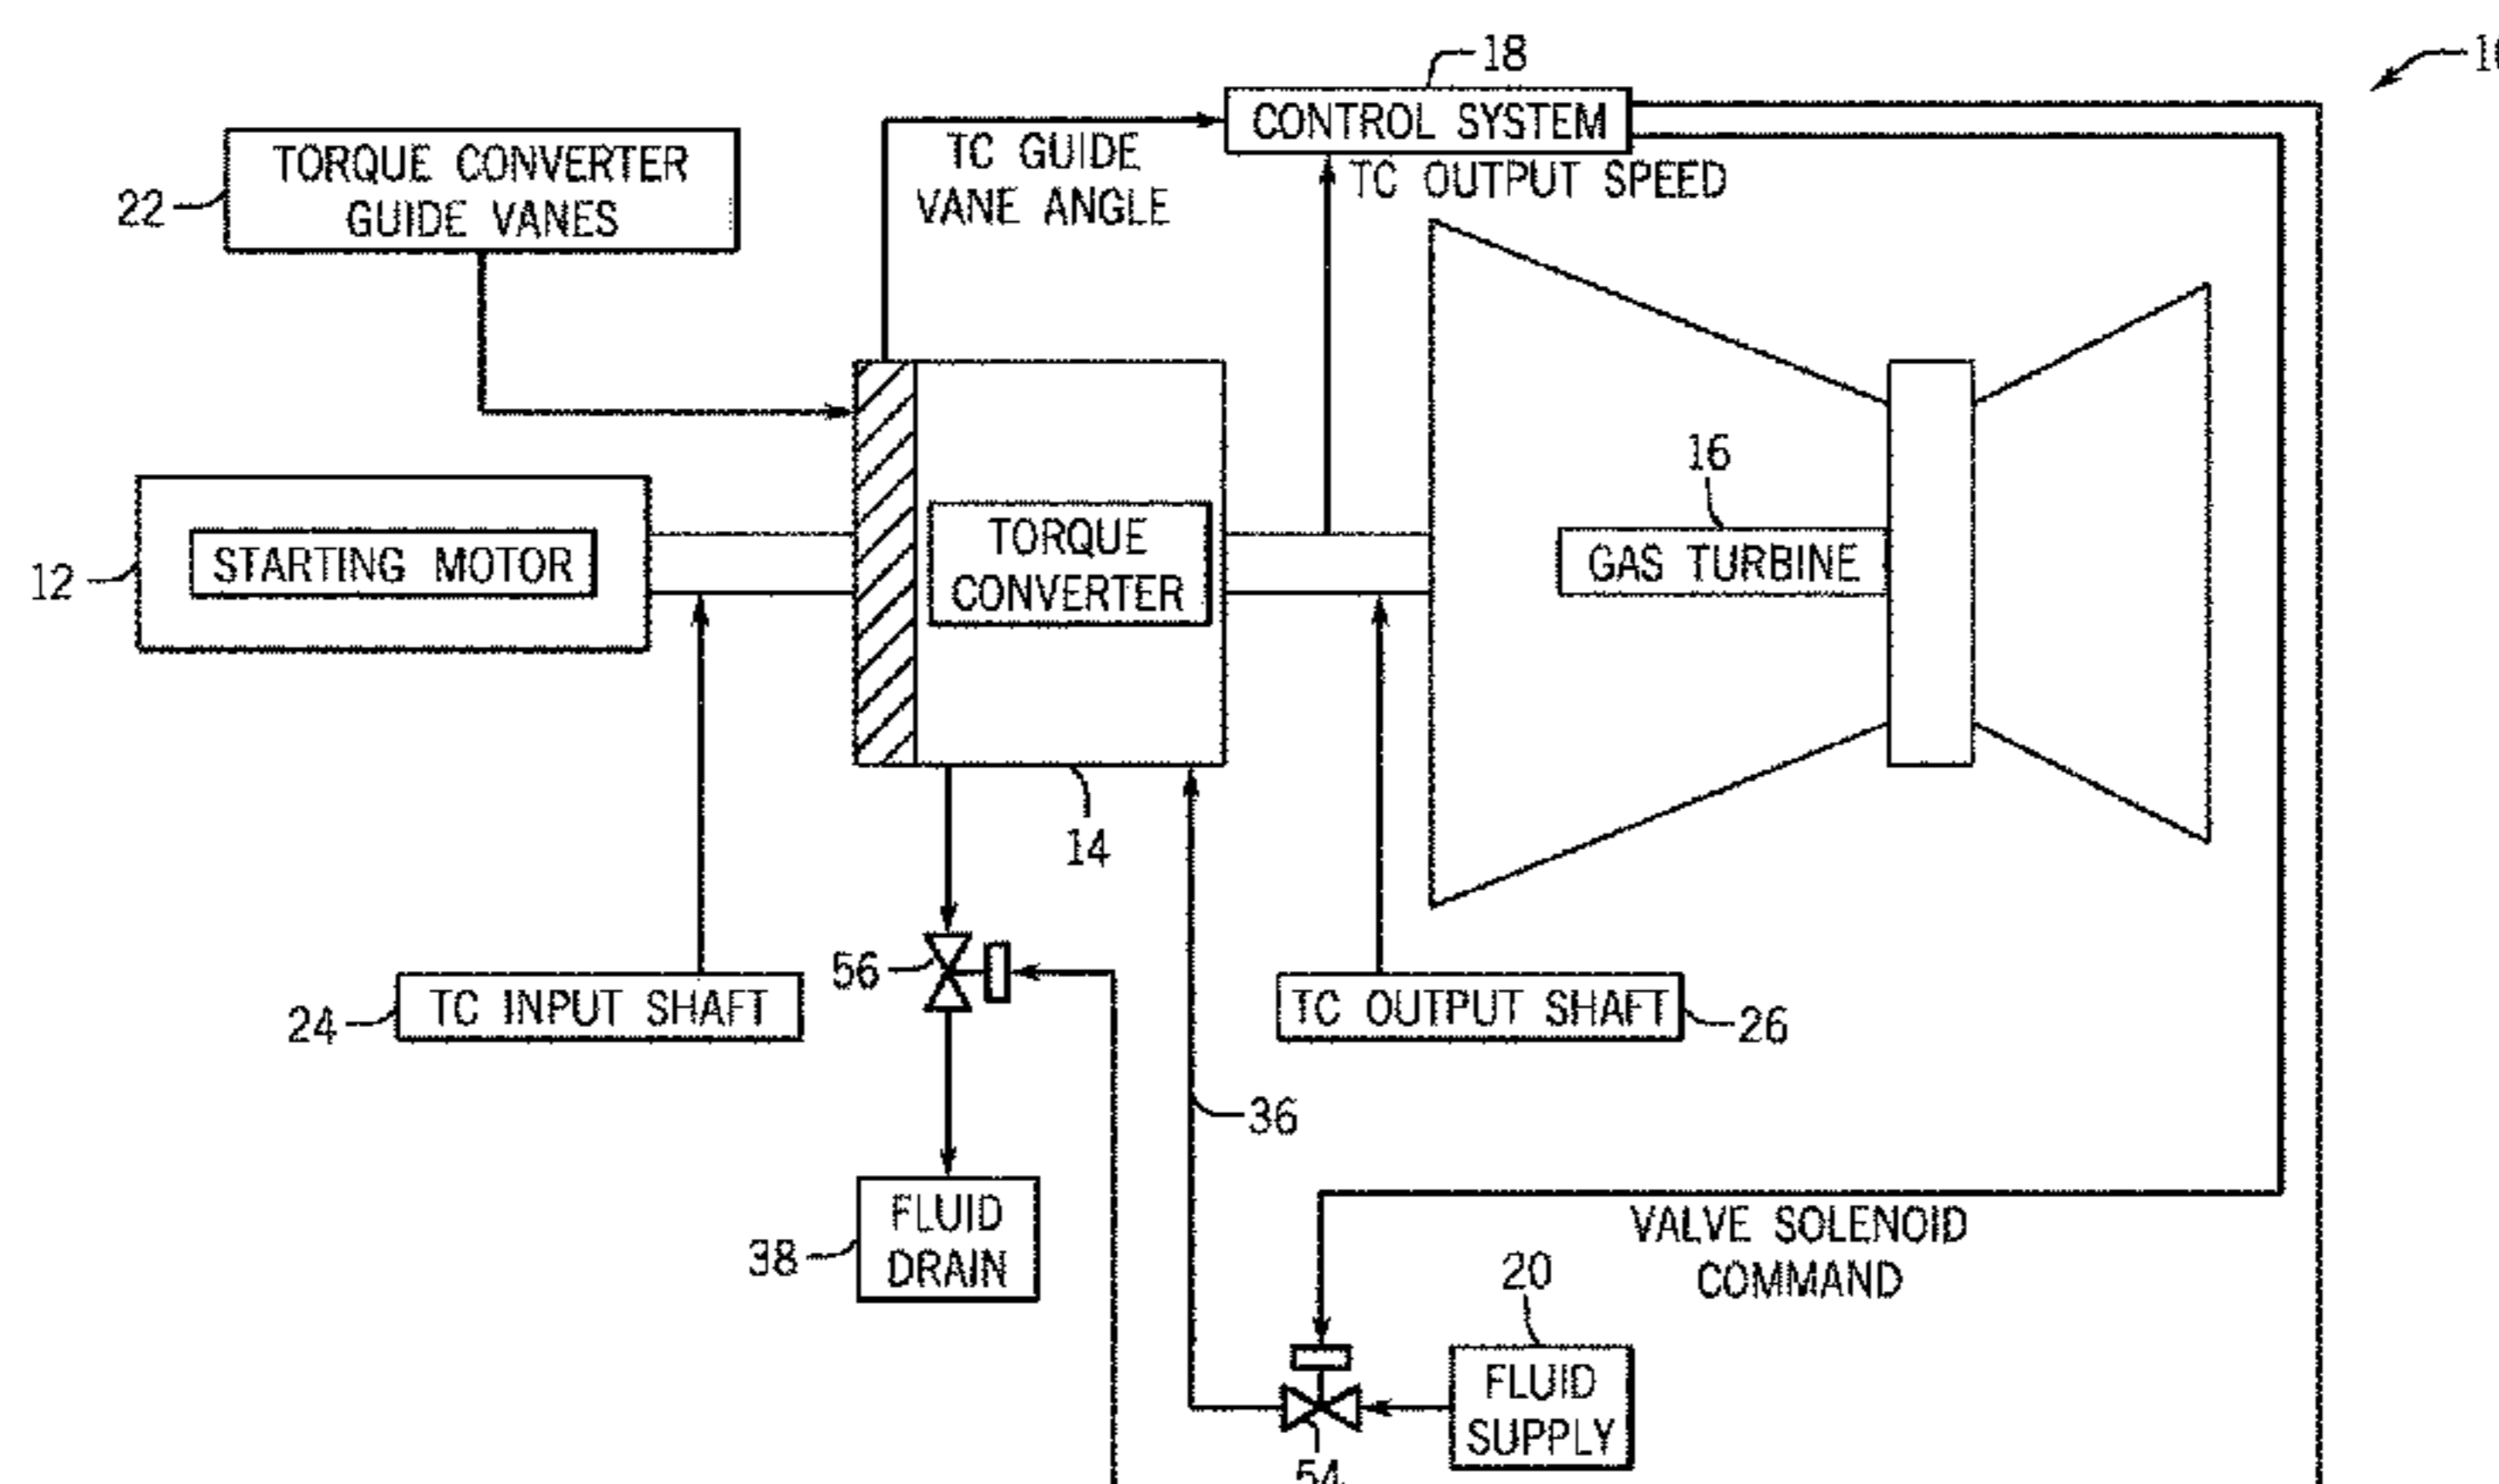 18
CONTROL SYSTEM
TORQUE CONVERTER
GUIDE VANES
22
TC GUIDE
VANE ANGLE
TC OUTPUT SPEED
16
12
STARTING MOTOR
TORQUE
CONVERTER
GAS TURBINE
14
56
24
TC INPUT SHAFT
TC OUTPUT SHAFT
26
36
38
FLUID
DRAIN
VALVE SOLENOID
COMMAND
20
FLUID
SUPPLY
54